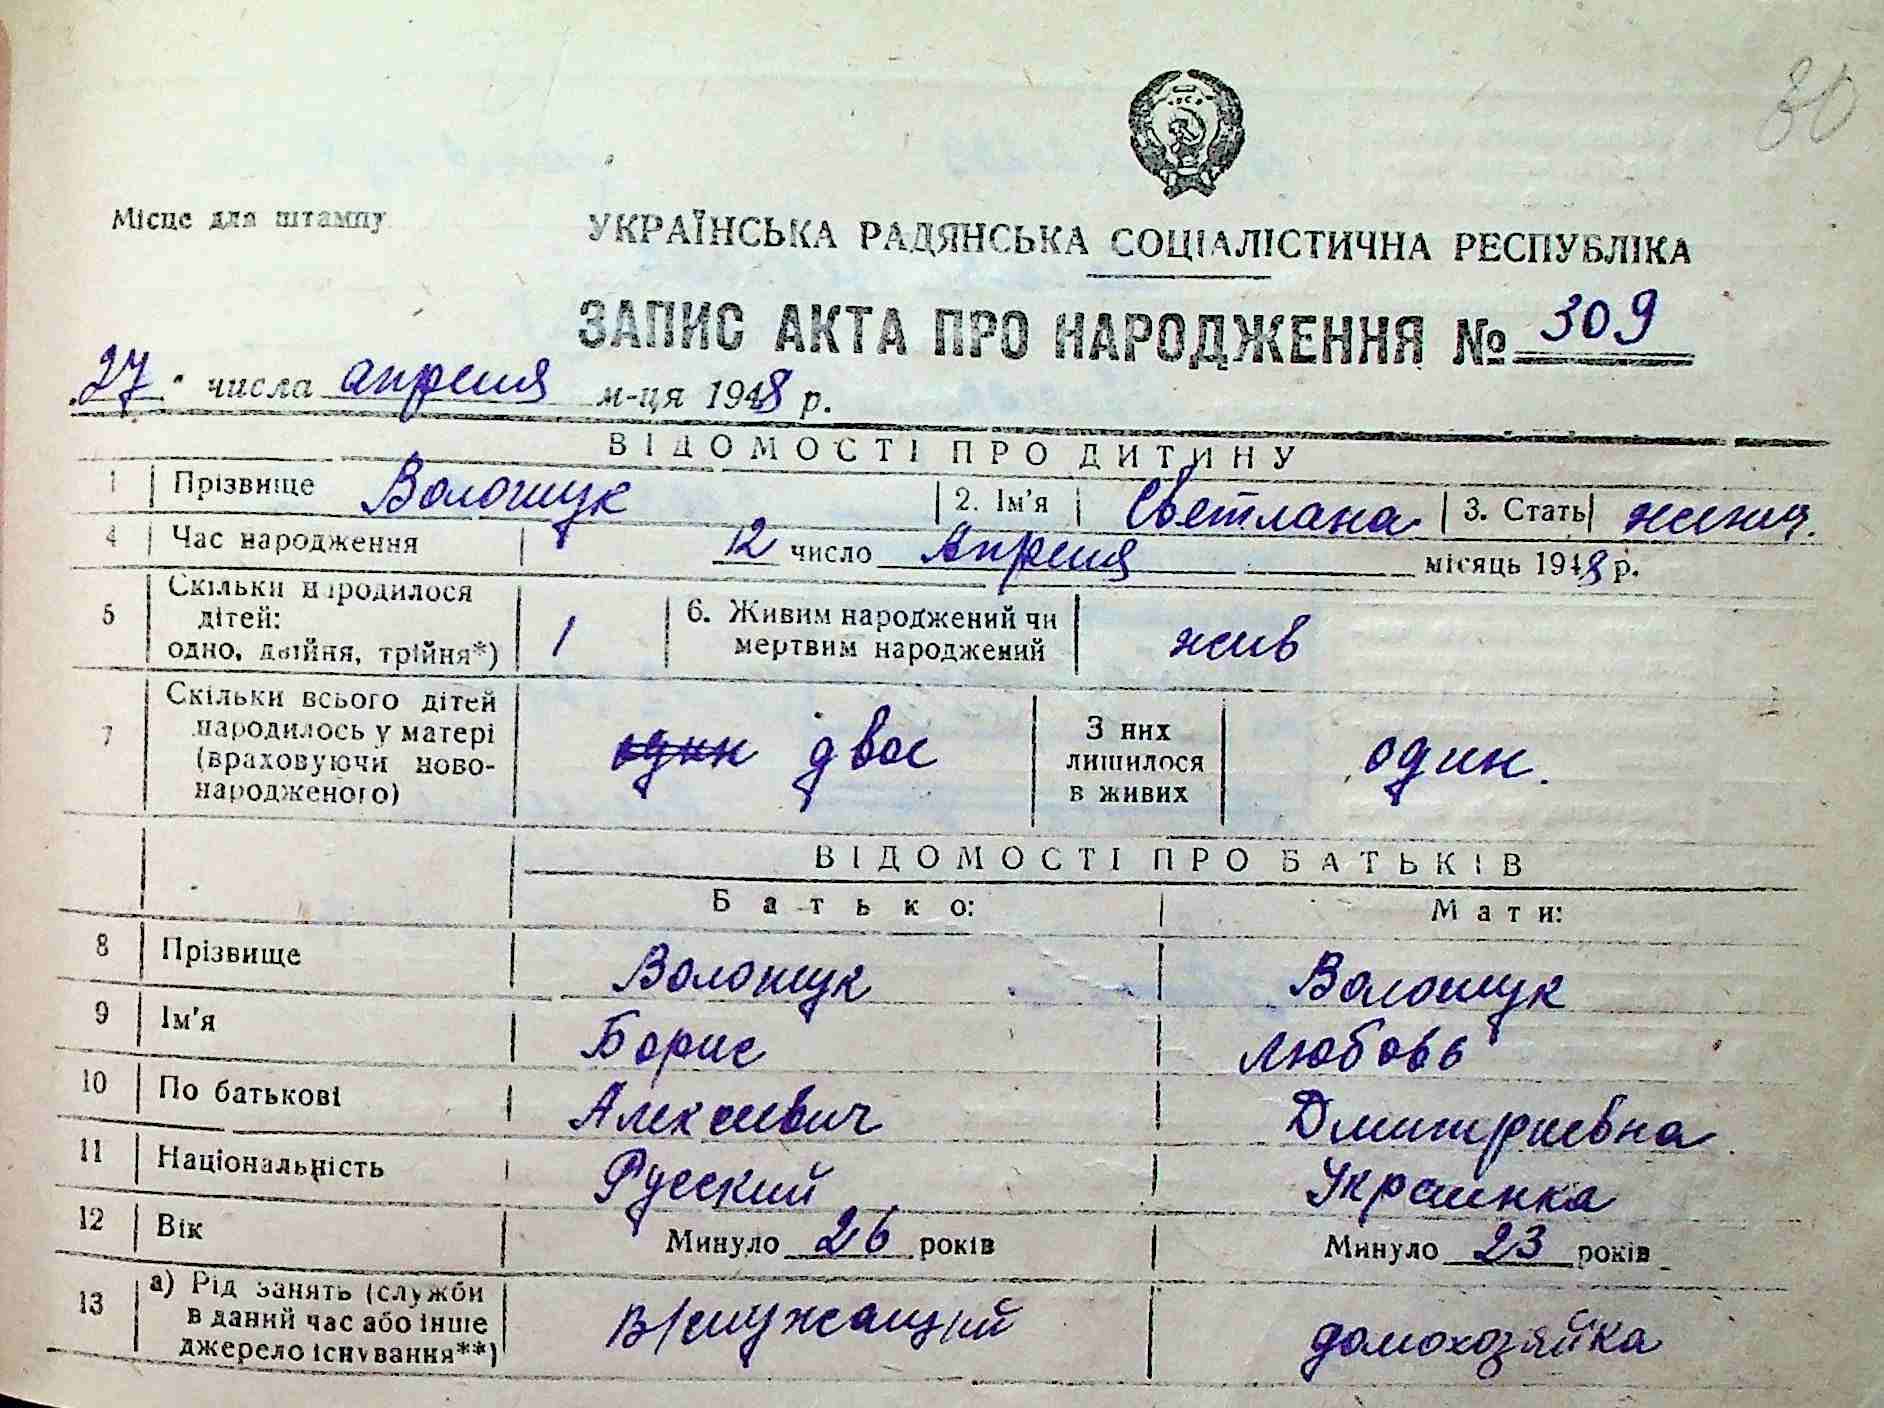 30
Місце для штампу
УКРАЇНСЬКА РАДЯНСЬКА СОЦІАЛІСТИЧНА РЕСПУБЛІКА
ЗАПИС АКТА ПРО НАРОДЖЕННЯ № 309
27 числа апреля м-ця 1948 р.
ВІДОМОСТІ ПРО ДИТИНУ
1 Прізвище Волощук 2. Ім'я Светлана 3. Стать женщ.
4 Час народження 12 число Апреля місяць 1948 р.
5 Скільки народилося
дітей:
одно, двійня, трійня*) 1
6. Живим народжений чи
мертвим народжений жив
7 Скільки всього дітей
народилось у матері
(враховуючи ново-
народженого) один двое
З них
лишилося
в живих один.
ВІДОМОСТІ ПРО БАТЬКІВ
Батько: Мати:
8 Прізвище Волощук Волощук
9 Ім'я Борис Любовь
10 По батькові Алексеевич Дмитриевна
11 Національність Русский Украинка
12 Вік Минуло 26 років Минуло 23 років
13 а) Рід занять (служби
в даний час або інше
джерело існування**) в/служащий домохозяйка